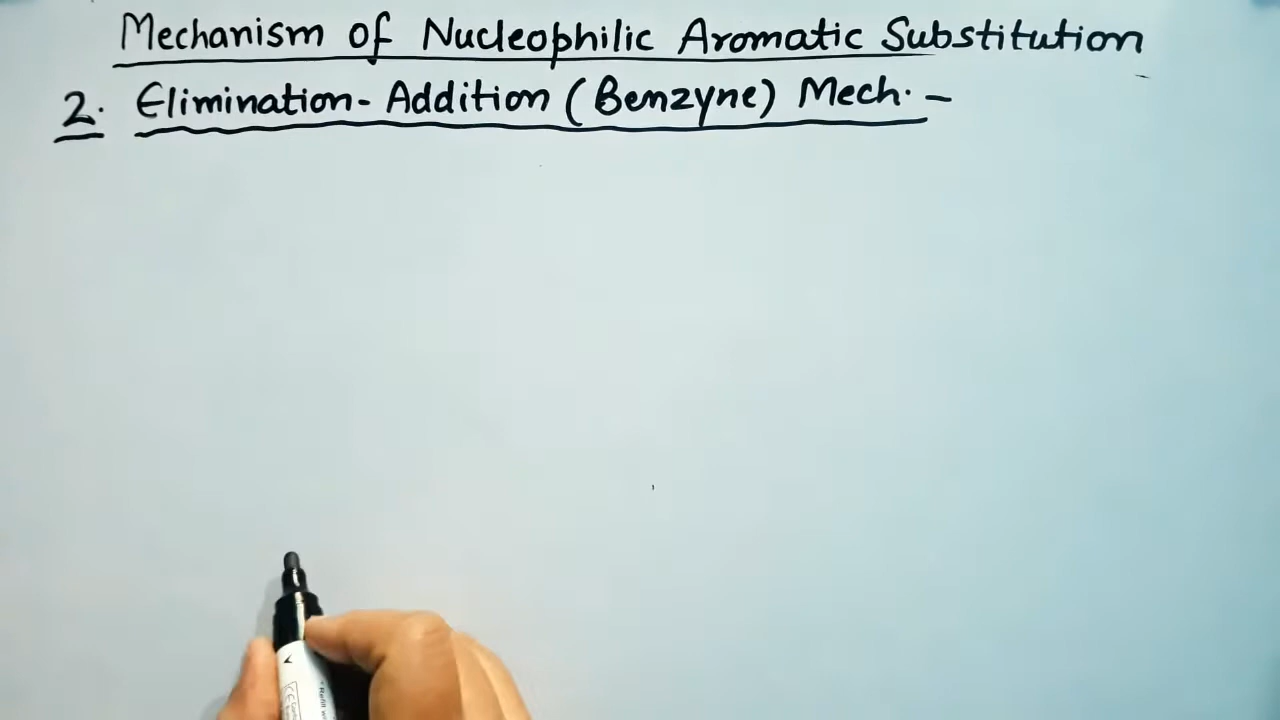 Mechanism of Nucleophilic Aromatic Substitution
2. Elimination- Addition (Benzyne) Mech. –